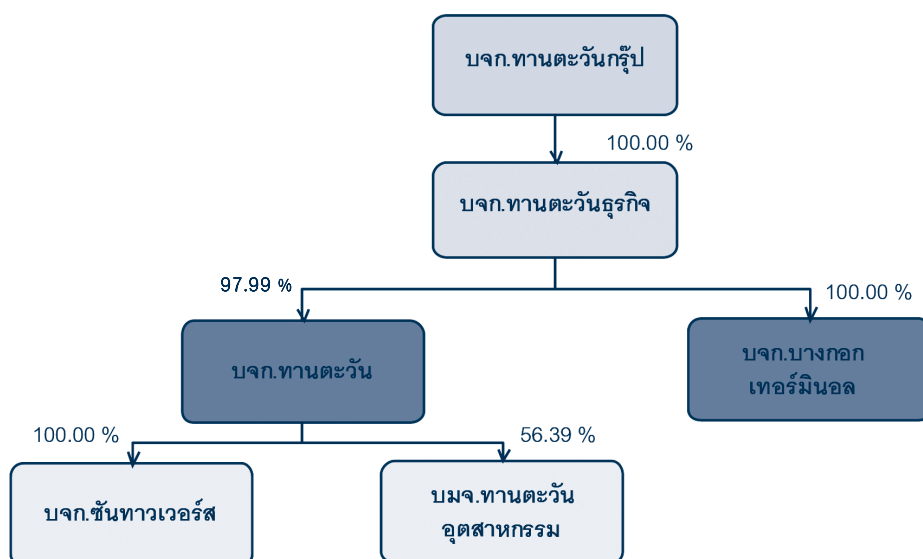 บจก.ทานตะวันกรุ๊ป
100.00 %
บจก.ทานตะวันธุรกิจ
97.99 %
100.00 %
บจก.ทานตะวัน
บจก.บางกอก
เทอร์มินอล
100.00 %
56.39 %
บจก.ซันทาวเวอร์ส
บมจ.ทานตะวัน
อุตสาหกรรม